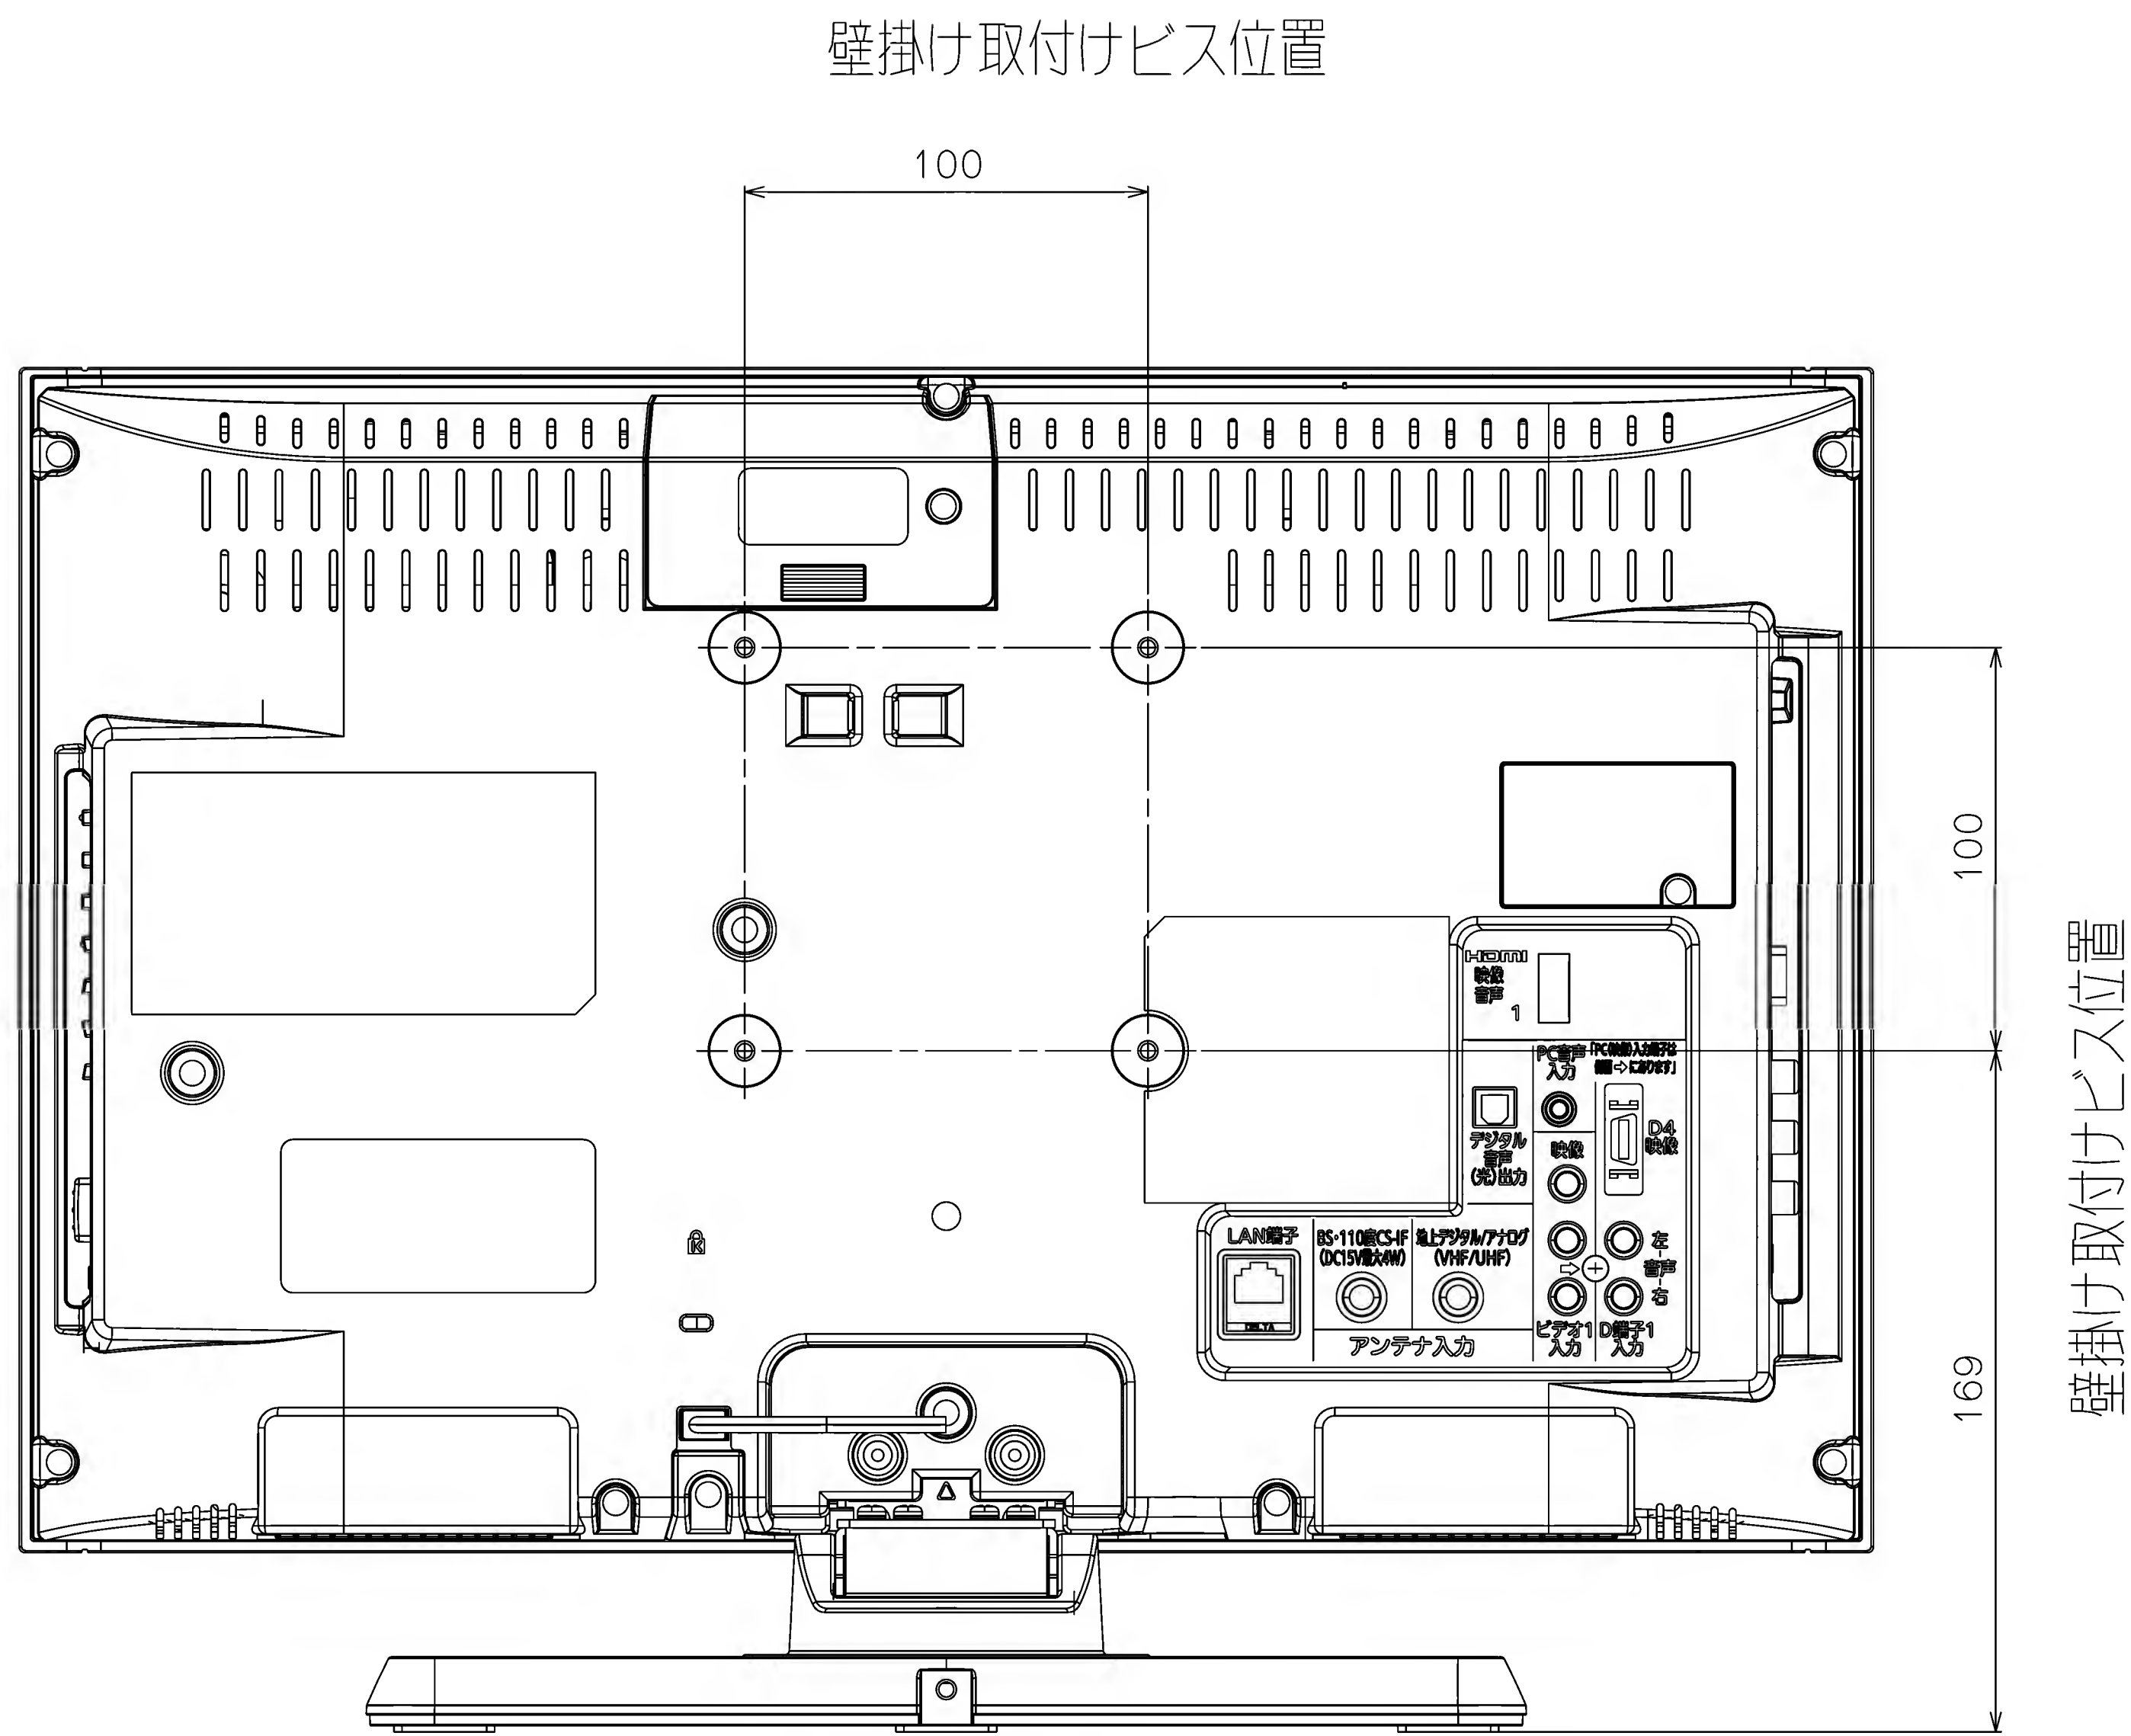 壁掛け取付けビス位置
100
100
169
壁掛け取付けビス位置
HDMI
映像
音声
1
PC音声
入力
「PC(映像)入力端子は
側面⇨にあります」
デジタル
音声
(光)出力
映像
D4
映像
LAN端子
BS・110度CS-IF
(DC15V最大4W)
地上デジタル/アナログ
(VHF/UHF)
左
音声
右
アンテナ入力
ビデオ1
入力
D端子1
入力
DELTA
K